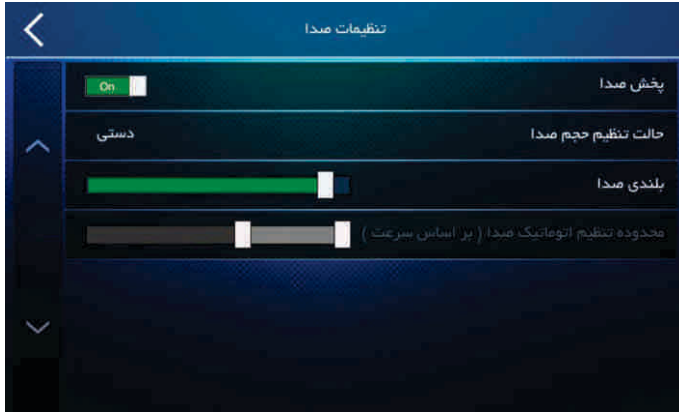 تنظیمات صدا
پخش صدا
On
حالت تنظیم حجم صدا
دستی
بلندی صدا
محدوده تنظیم اتوماتیک صدا ( بر اساس سرعت )